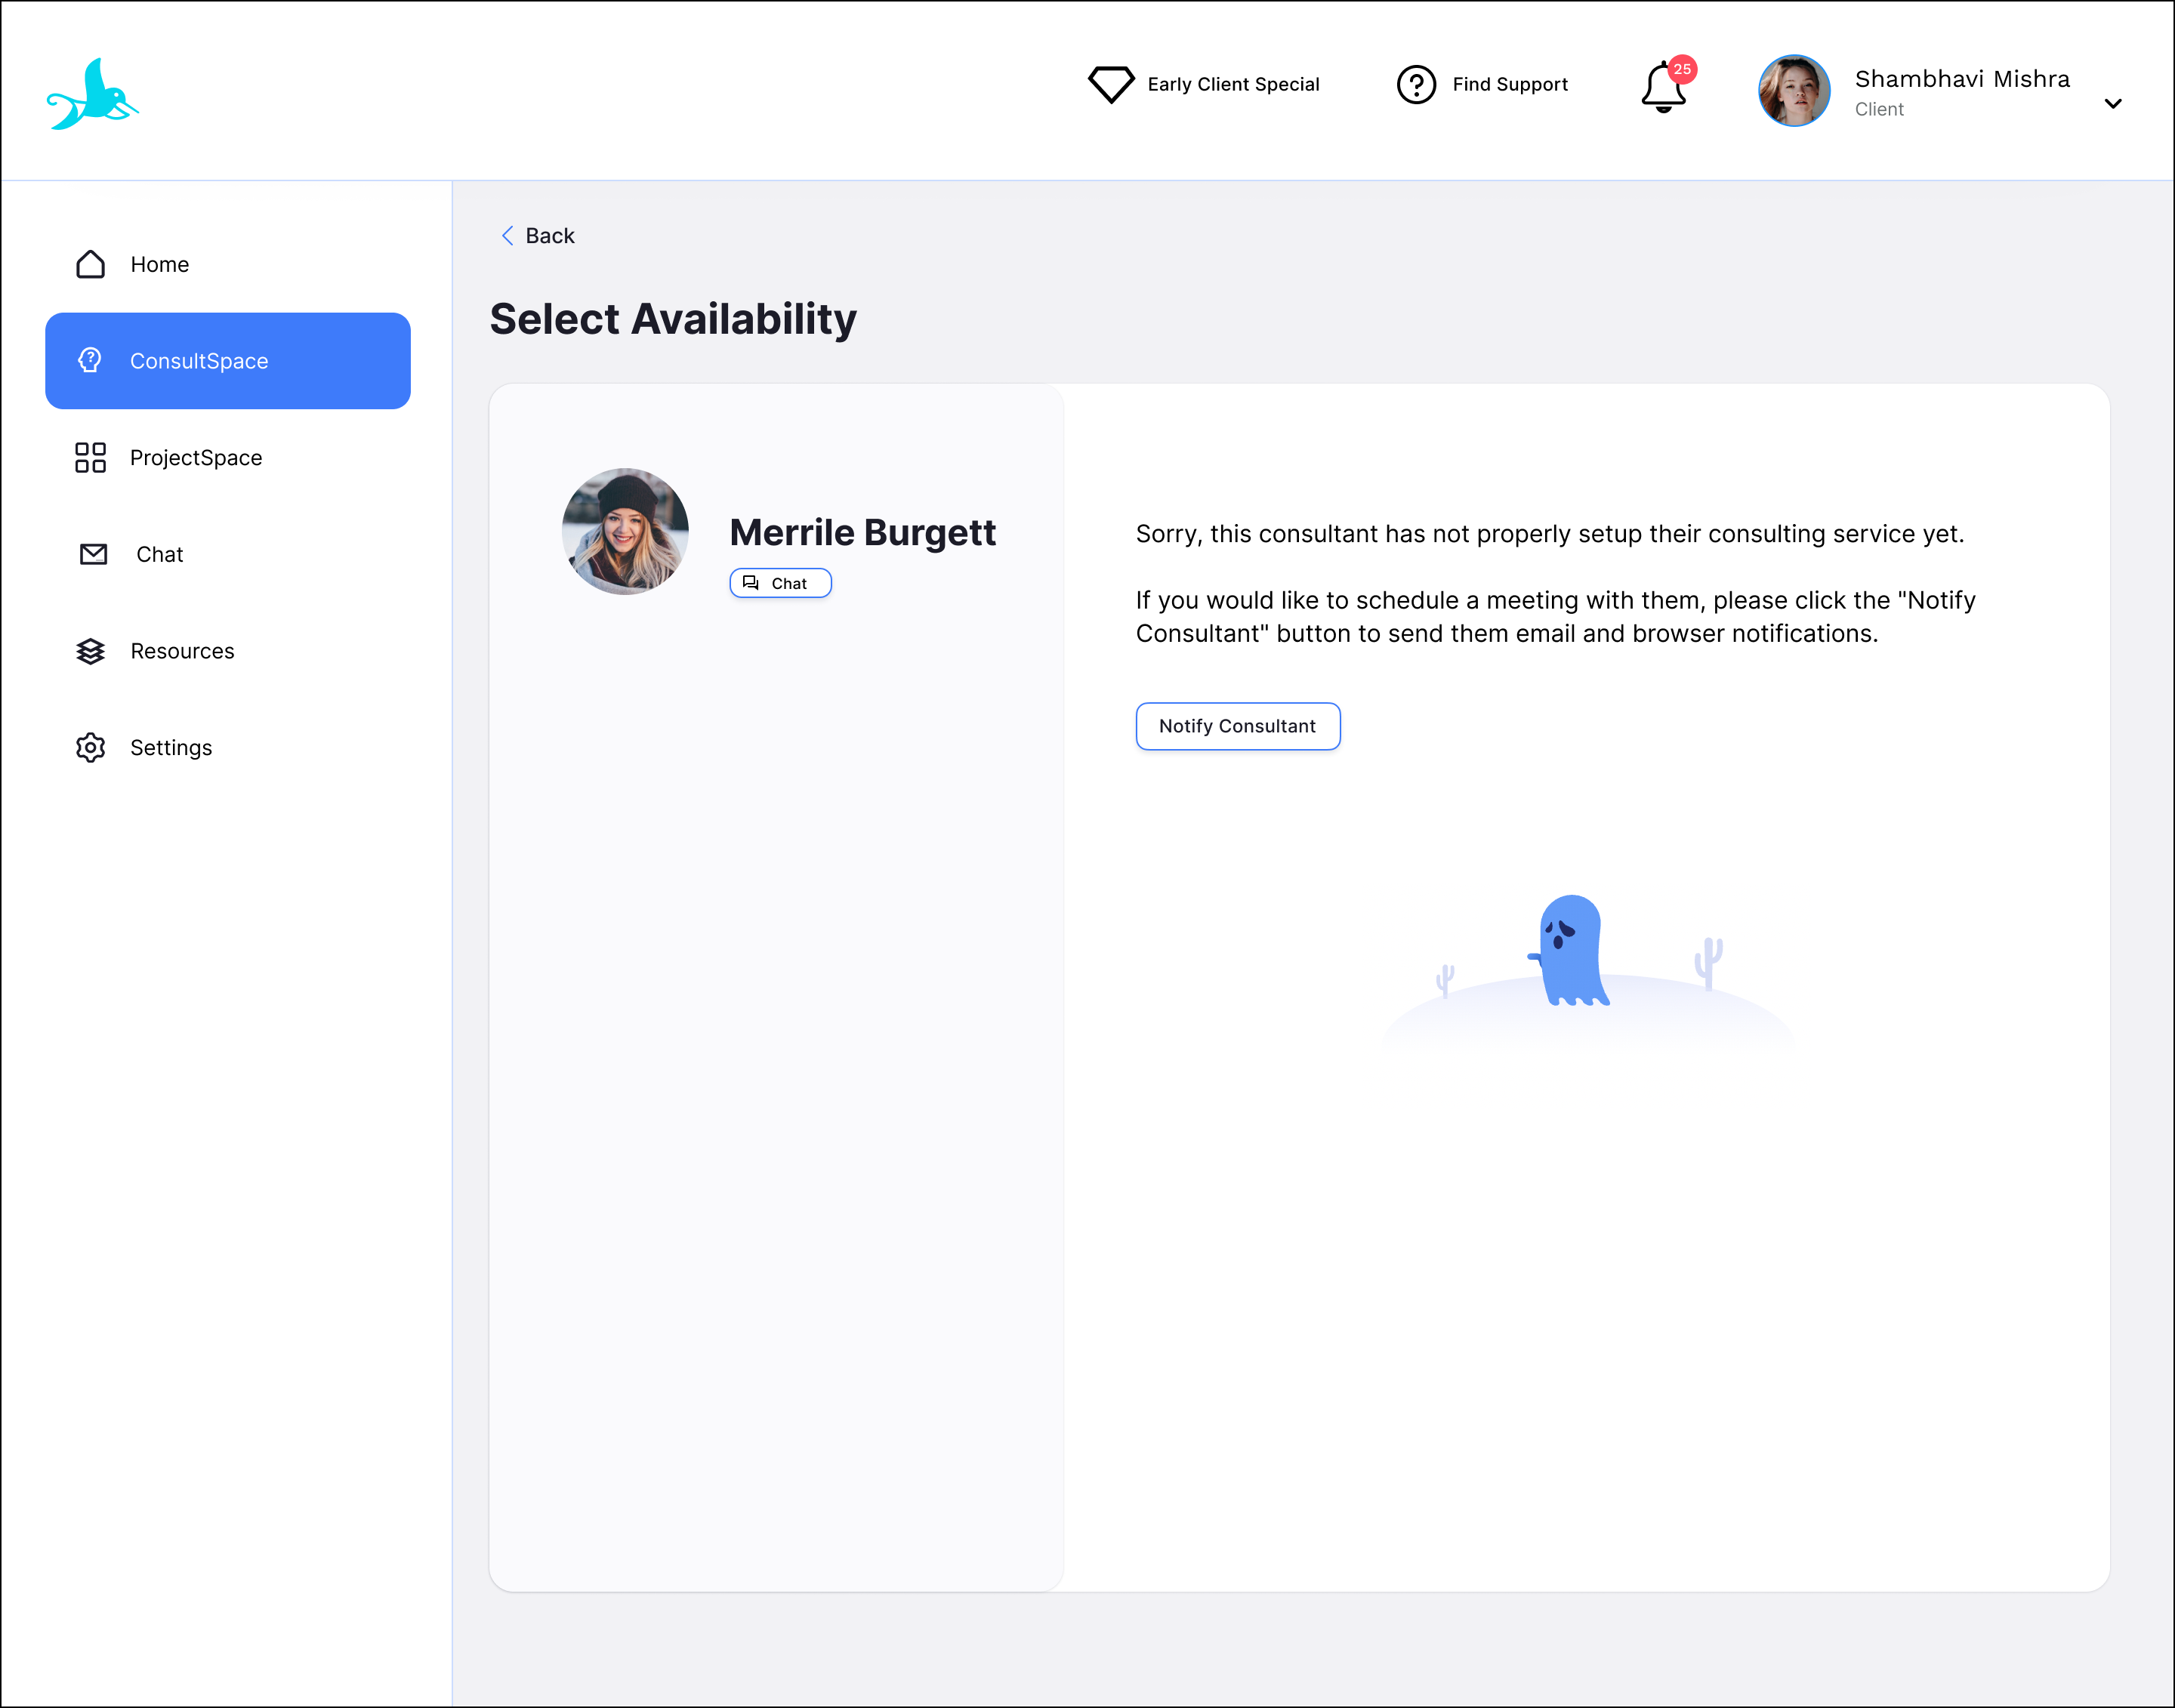 Early Client Special
Find Support
25
Shambhavi Mishra
Client
Home
ConsultSpace
ProjectSpace
Chat
Resources
Settings
Back
Select Availability
Merrile Burgett
Chat
Sorry, this consultant has not properly setup their consulting service yet.
If you would like to schedule a meeting with them, please click the "Notify
Consultant" button to send them email and browser notifications.
Notify Consultant